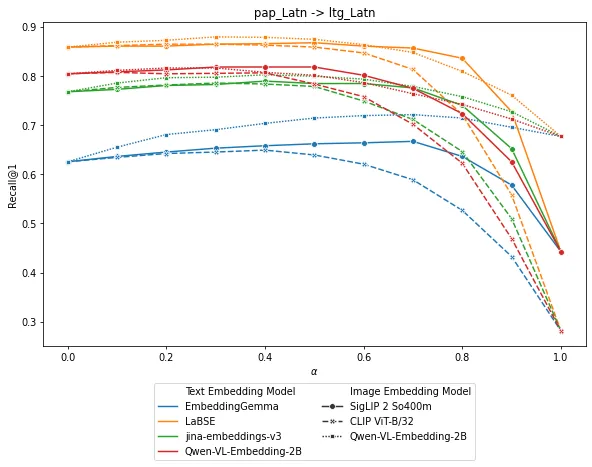 pap_Latn -> ltg_Latn
0.9
0.8
0.7
0.6
0.5
0.4
0.3
Recall@1
0.0 0.2 0.4 0.6 0.8 1.0
α
Text Embedding Model Image Embedding Model
EmbeddingGemma SigLIP 2 So400m
LaBSE CLIP ViT-B/32
jina-embeddings-v3 Qwen-VL-Embedding-2B
Qwen-VL-Embedding-2B